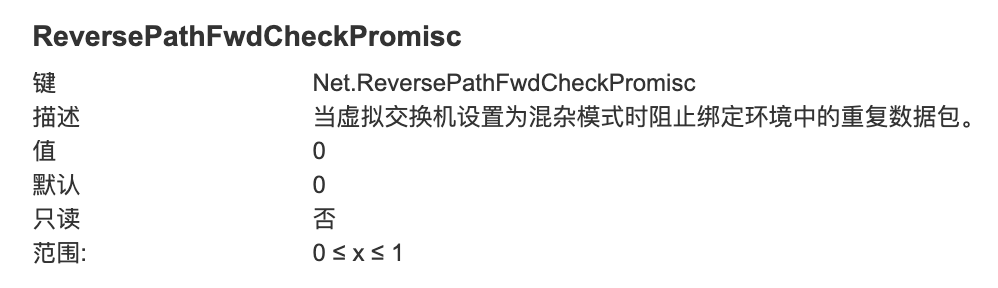 ReversePathFwdCheckPromisc
键 Net.ReversePathFwdCheckPromisc
描述 当虚拟交换机设置为混杂模式时阻止绑定环境中的重复数据包。
值 0
默认 0
只读 否
范围: 0 ≤ x ≤ 1